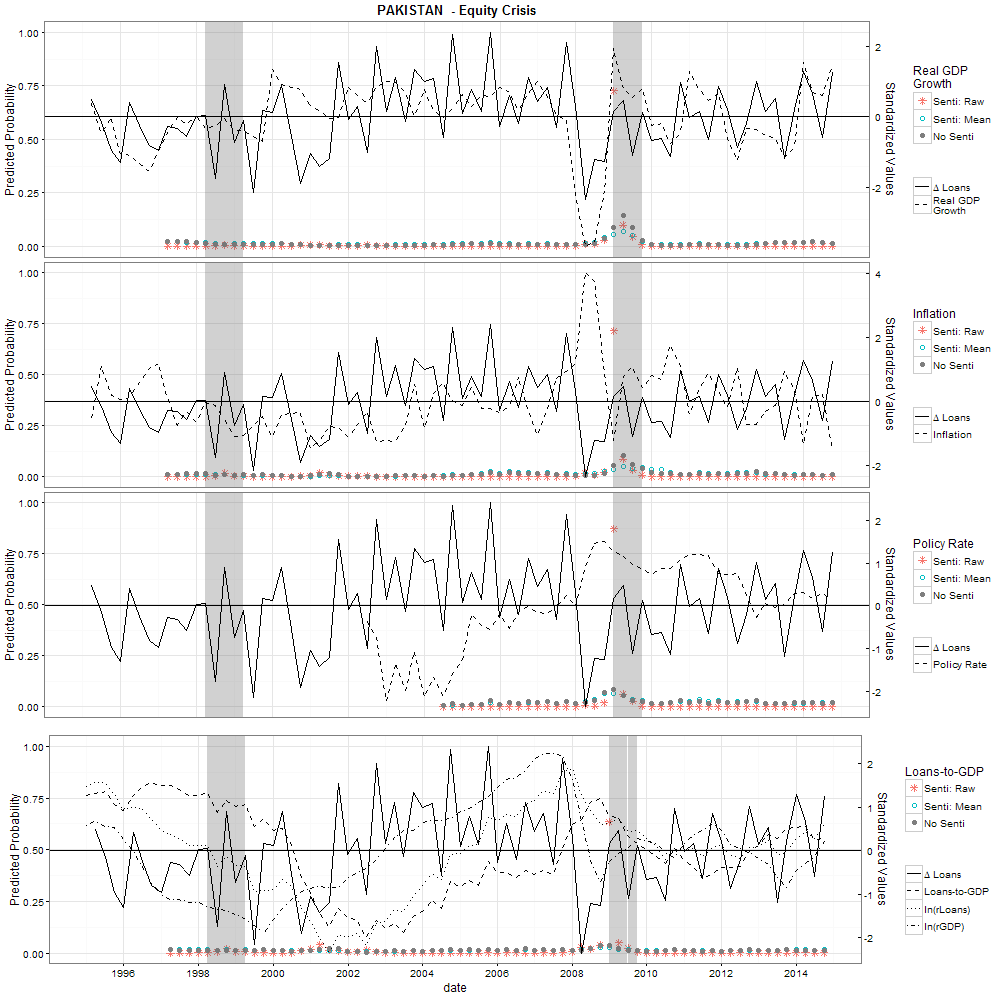 PAKISTAN - Equity Crisis
1.00
0.75
0.50
0.25
0.00
Predicted Probability
2
0
-2
Standardized Values
Real GDP
Growth
Senti: Raw
Senti: Mean
No Senti
Δ Loans
Real GDP
Growth
1.00
0.75
0.50
0.25
0.00
Predicted Probability
4
2
0
-2
Standardized Values
Inflation
Senti: Raw
Senti: Mean
No Senti
Δ Loans
Inflation
1.00
0.75
0.50
0.25
0.00
Predicted Probability
2
1
0
-1
-2
Standardized Values
Policy Rate
Senti: Raw
Senti: Mean
No Senti
Δ Loans
Policy Rate
1.00
0.75
0.50
0.25
0.00
Predicted Probability
2
1
0
-1
-2
Standardized Values
Loans-to-GDP
Senti: Raw
Senti: Mean
No Senti
Δ Loans
Loans-to-GDP
ln(rLoans)
ln(rGDP)
1996 1998 2000 2002 2004 2006 2008 2010 2012 2014
date